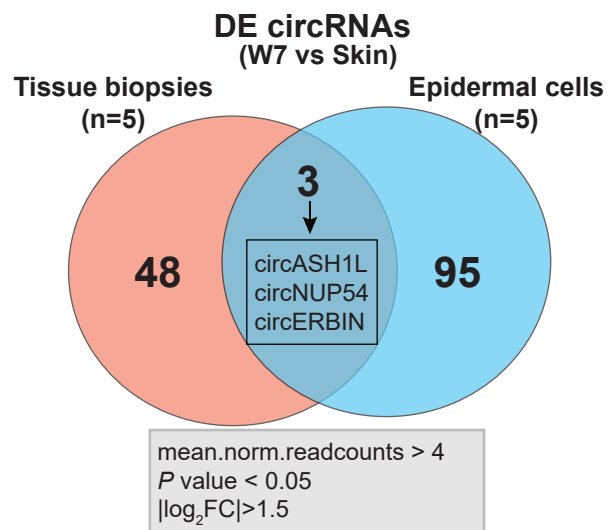 DE circRNAs
(W7 vs Skin)
Tissue biopsies
(n=5)
Epidermal cells
(n=5)
3
48
95
circASH1L
circNUP54
circERBIN
mean.norm.readcounts > 4
P value < 0.05
|log₂FC|>1.5